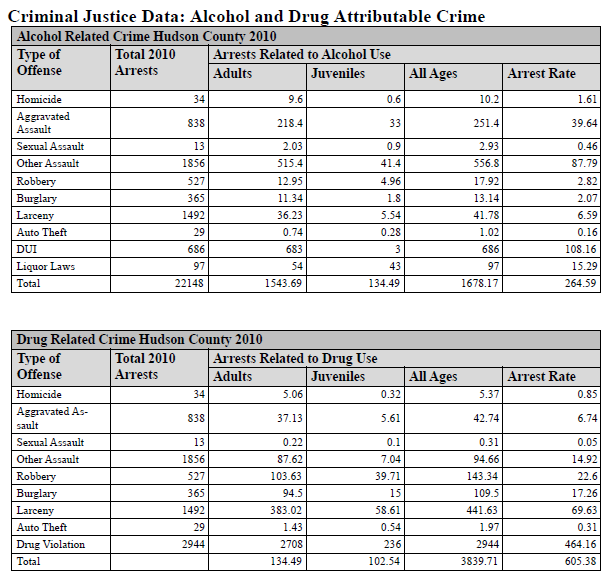 Criminal Justice Data: Alcohol and Drug Attributable Crime
Alcohol Related Crime Hudson County 2010
Type of Offense Total 2010 Arrests Arrests Related to Alcohol Use
Adults Juveniles All Ages Arrest Rate
Homicide 34 9.6 0.6 10.2 1.61
Aggravated Assault 838 218.4 33 251.4 39.64
Sexual Assault 13 2.03 0.9 2.93 0.46
Other Assault 1856 515.4 41.4 556.8 87.79
Robbery 527 12.95 4.96 17.92 2.82
Burglary 365 11.34 1.8 13.14 2.07
Larceny 1492 36.23 5.54 41.78 6.59
Auto Theft 29 0.74 0.28 1.02 0.16
DUI 686 683 3 686 108.16
Liquor Laws 97 54 43 97 15.29
Total 22148 1543.69 134.49 1678.17 264.59
Drug Related Crime Hudson County 2010
Type of Offense Total 2010 Arrests Arrests Related to Drug Use
Adults Juveniles All Ages Arrest Rate
Homicide 34 5.06 0.32 5.37 0.85
Aggravated As-
sault 838 37.13 5.61 42.74 6.74
Sexual Assault 13 0.22 0.1 0.31 0.05
Other Assault 1856 87.62 7.04 94.66 14.92
Robbery 527 103.63 39.71 143.34 22.6
Burglary 365 94.5 15 109.5 17.26
Larceny 1492 383.02 58.61 441.63 69.63
Auto Theft 29 1.43 0.54 1.97 0.31
Drug Violation 2944 2708 236 2944 464.16
Total 134.49 102.54 3839.71 605.38